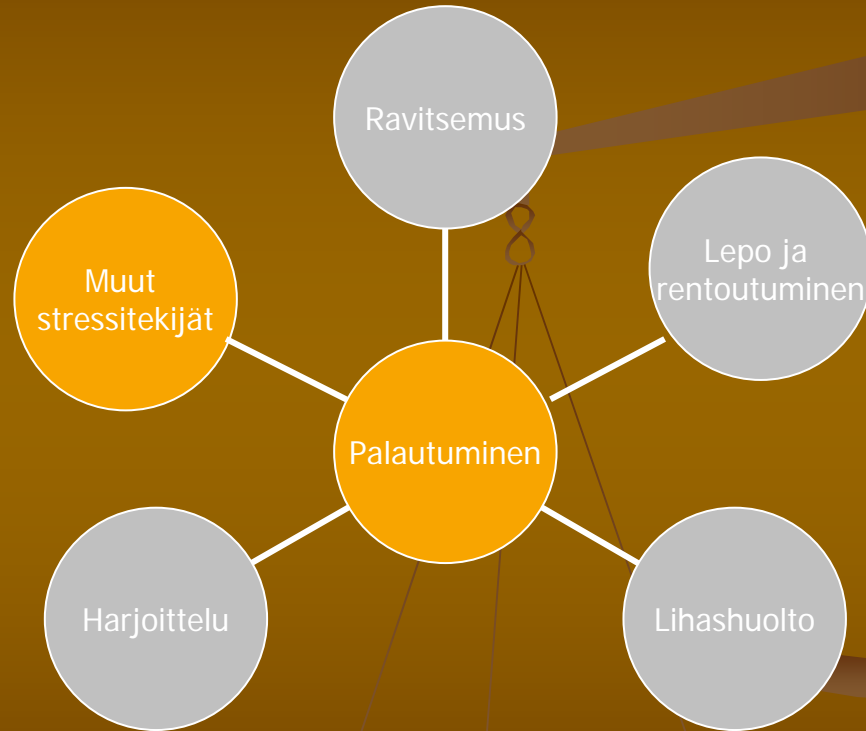 Ravitsemus
Lepo ja
rentoutuminen
Muut
stressitekijät
Palautuminen
Harjoittelu
Lihashuolto